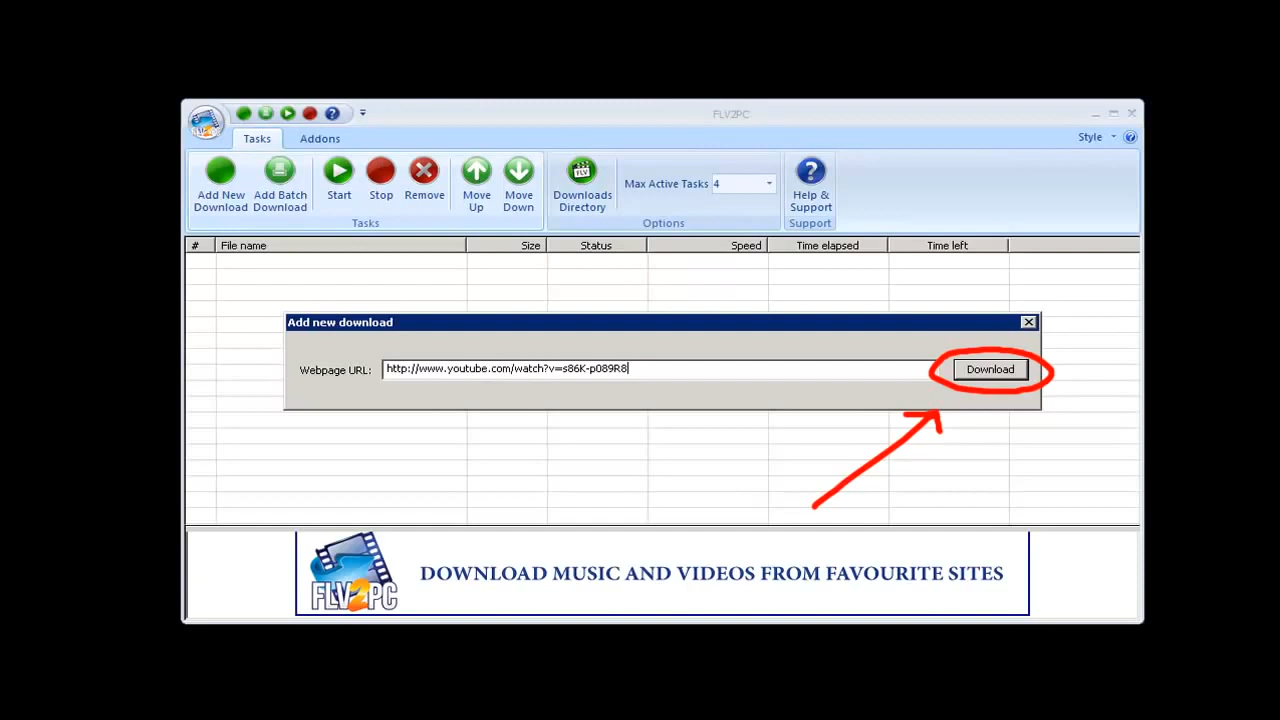 FLV2PC
Tasks Addons Style
Add New Download
Add Batch Download
Start
Stop
Remove
Move Up
Move Down
FLV
Downloads Directory
Max Active Tasks 4
Help & Support
Tasks Options Support
# File name Size Status Speed Time elapsed Time left
Add new download
Webpage URL: http://www.youtube.com/watch?v=s86K-p089R8 Download
FLV2PC
DOWNLOAD MUSIC AND VIDEOS FROM FAVOURITE SITES